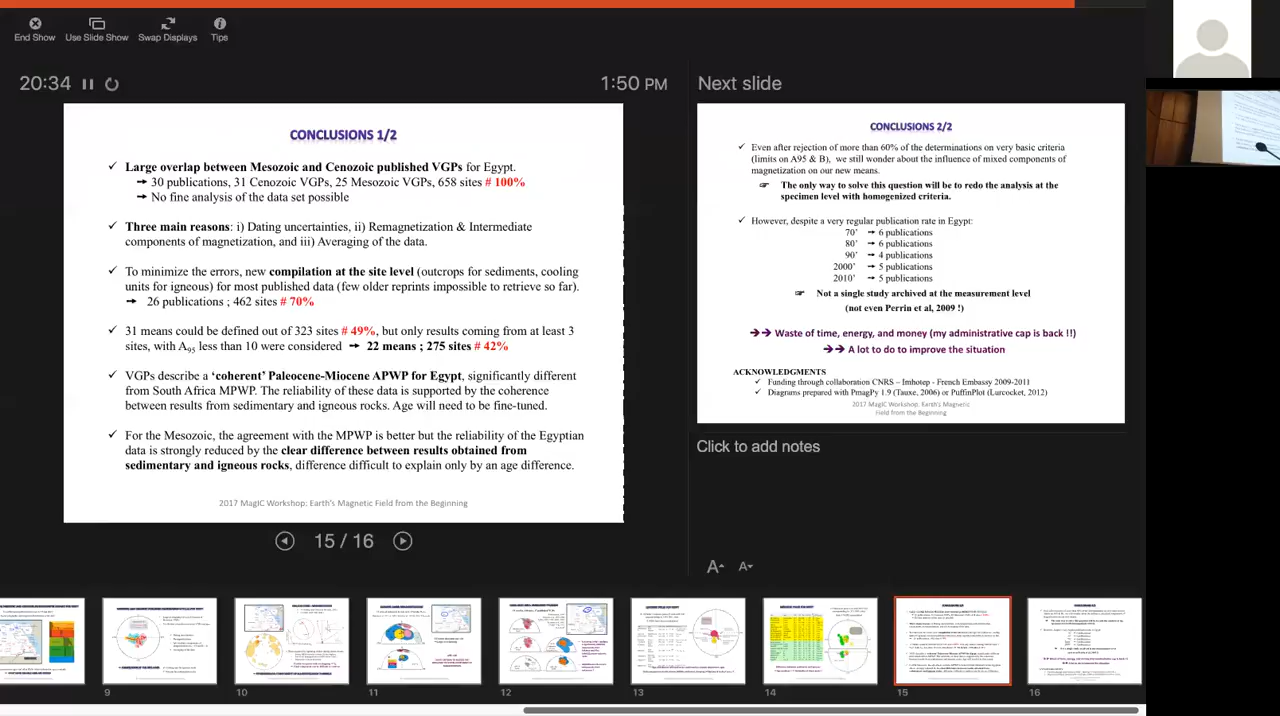 End Show
Use Slide Show
Swap Displays
Tips
20:34
1:50 PM
Next slide
CONCLUSIONS 1/2
✓ Large overlap between Mesozoic and Cenozoic published VGPs for Egypt.
→ 30 publications, 31 Cenozoic VGPs, 25 Mesozoic VGPs, 658 sites # 100%
→ No fine analysis of the data set possible
✓ Three main reasons: i) Dating uncertainties, ii) Remagnetization & Intermediate
components of magnetization, and iii) Averaging of the data.
✓ To minimize the errors, new compilation at the site level (outcrops for sediments, cooling
units for igneous) for most published data (few older reprints impossible to retrieve so far).
→ 26 publications ; 462 sites # 70%
✓ 31 means could be defined out of 323 sites # 49%, but only results coming from at least 3
sites, with A95 less than 10 were considered → 22 means ; 275 sites # 42%
✓ VGPs describe a ‘coherent’ Paleocene-Miocene APWP for Egypt, significantly different
from South Africa MPWP. The reliability of these data is supported by the coherence
between results from sedimentary and igneous rocks. Age will need to be fine-tuned.
✓ For the Mesozoic, the agreement with the MPWP is better but the reliability of the Egyptian
data is strongly reduced by the clear difference between results obtained from
sedimentary and igneous rocks, difference difficult to explain only by an age difference.
2017 MagIC Workshop: Earth's Magnetic Field from the Beginning
15 / 16
CONCLUSIONS 2/2
✓ Even after rejection of more than 60% of the determinations on very basic criteria
(limits on A95 & B), we still wonder about the influence of mixed components of
magnetization on our new means.
☞ The only way to solve this question will be to redo the analysis at the
specimen level with homogenized criteria.
✓ However, despite a very regular publication rate in Egypt:
70’ → 6 publications
80’ → 6 publications
90’ → 4 publications
2000’ → 5 publications
2010’ → 5 publications
☞ Not a single study archived at the measurement level
(not even Perrin et al, 2009 !)
→→ Waste of time, energy, and money (my administrative cap is back !!)
→→ A lot to do to improve the situation
ACKNOWLEDGMENTS
✓ Funding through collaboration CNRS – Imhotep - French Embassy 2009-2011
✓ Diagrams prepared with PmagPy 1.9 (Tauxe, 2006) or PuffinPlot (Lurcocket, 2012)
2017 MagIC Workshop: Earth's Magnetic
Field from the Beginning
Click to add notes
A A
9
10
11
12
13
14
15
16